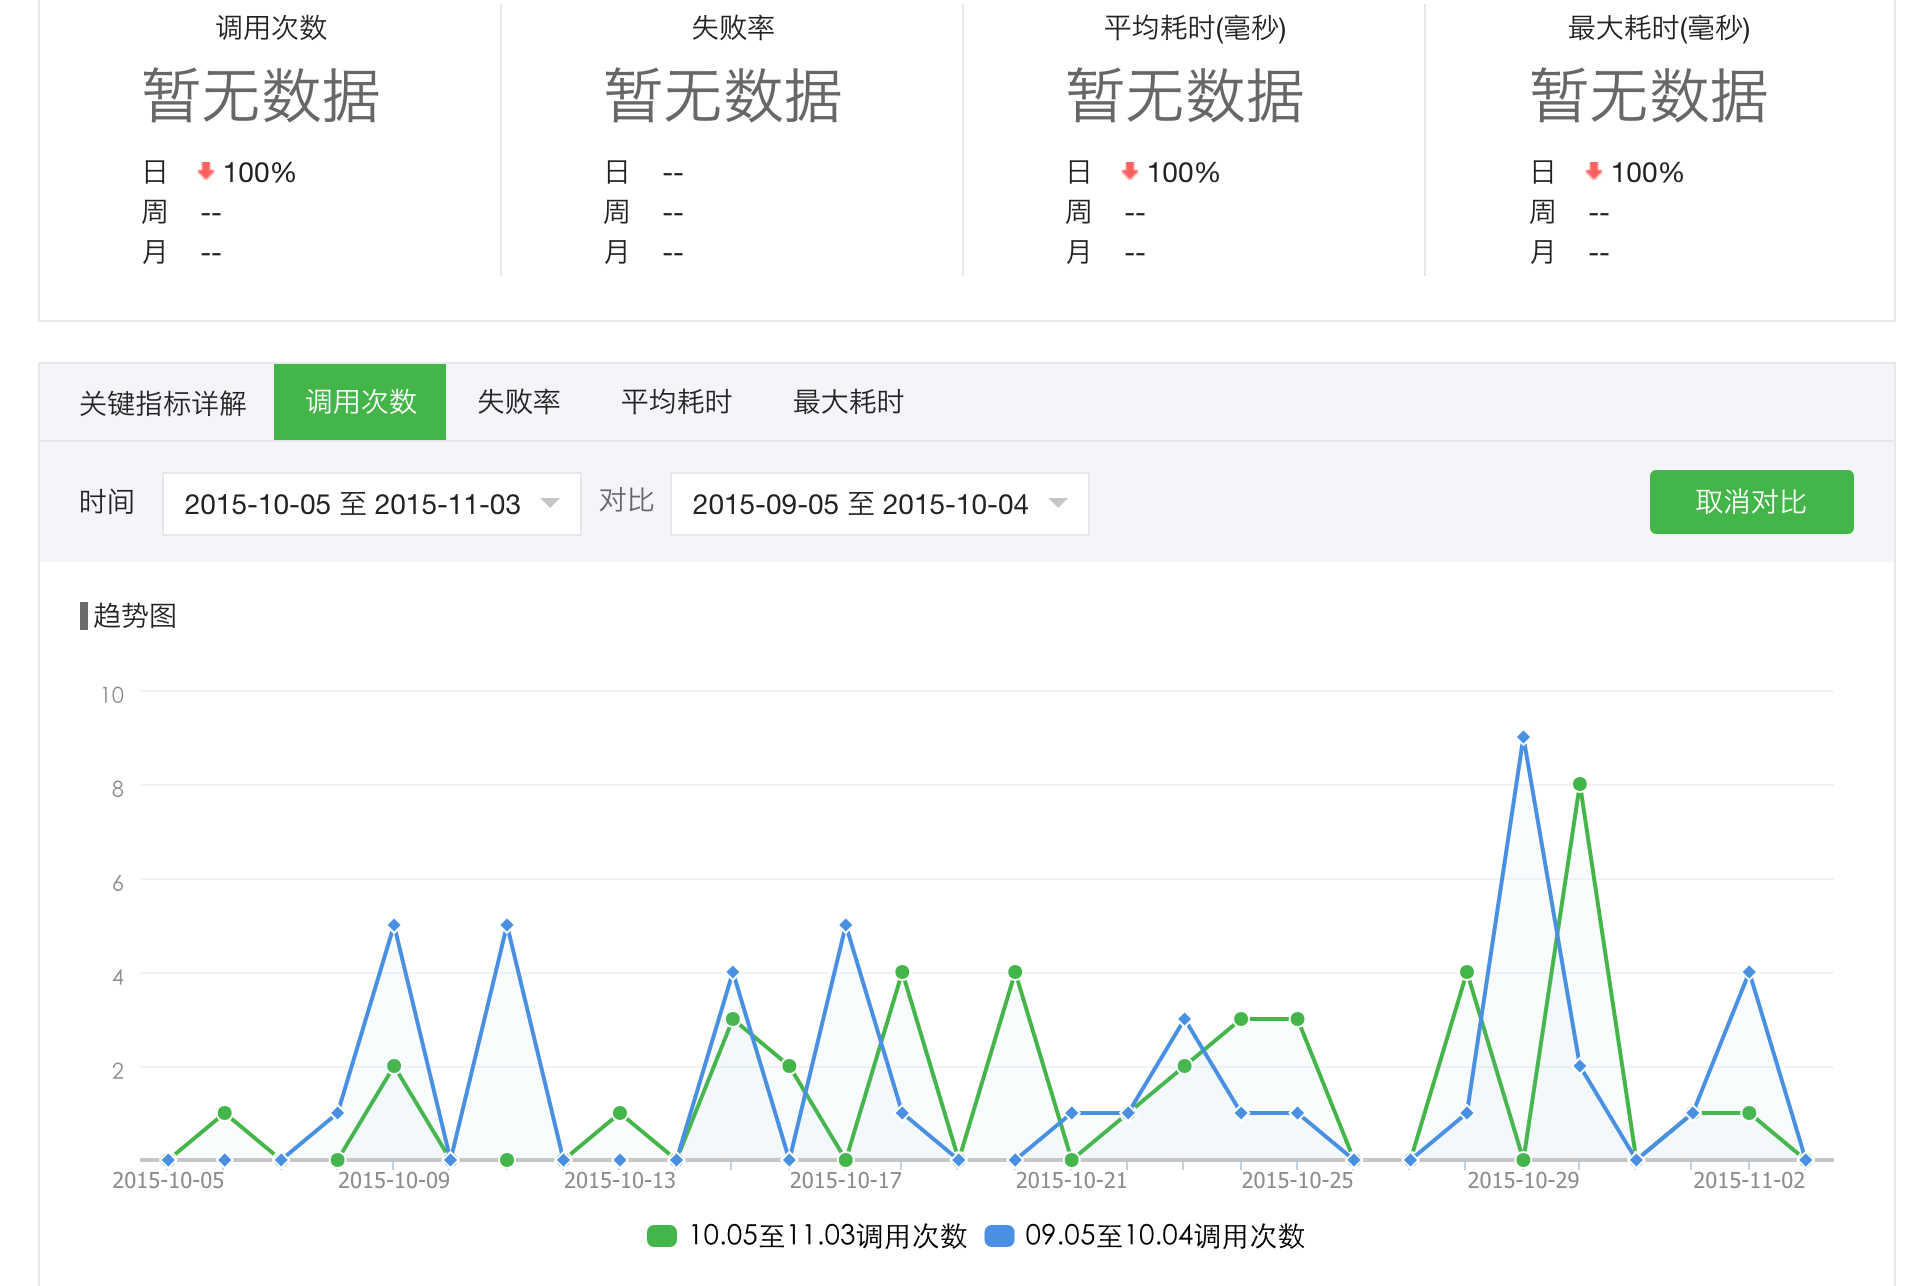 调用次数 失败率 平均耗时(毫秒) 最大耗时(毫秒)
暂无数据 暂无数据 暂无数据 暂无数据
日 100% 日 -- 日 100% 日 100%
周 -- 周 -- 周 -- 周 --
月 -- 月 -- 月 -- 月 --
关键指标详解 调用次数 失败率 平均耗时 最大耗时
时间 2015-10-05 至 2015-11-03 对比 2015-09-05 至 2015-10-04 取消对比
趋势图
10
8
6
4
2
2015-10-05 2015-10-09 2015-10-13 2015-10-17 2015-10-21 2015-10-25 2015-10-29 2015-11-02
10.05至11.03调用次数 09.05至10.04调用次数